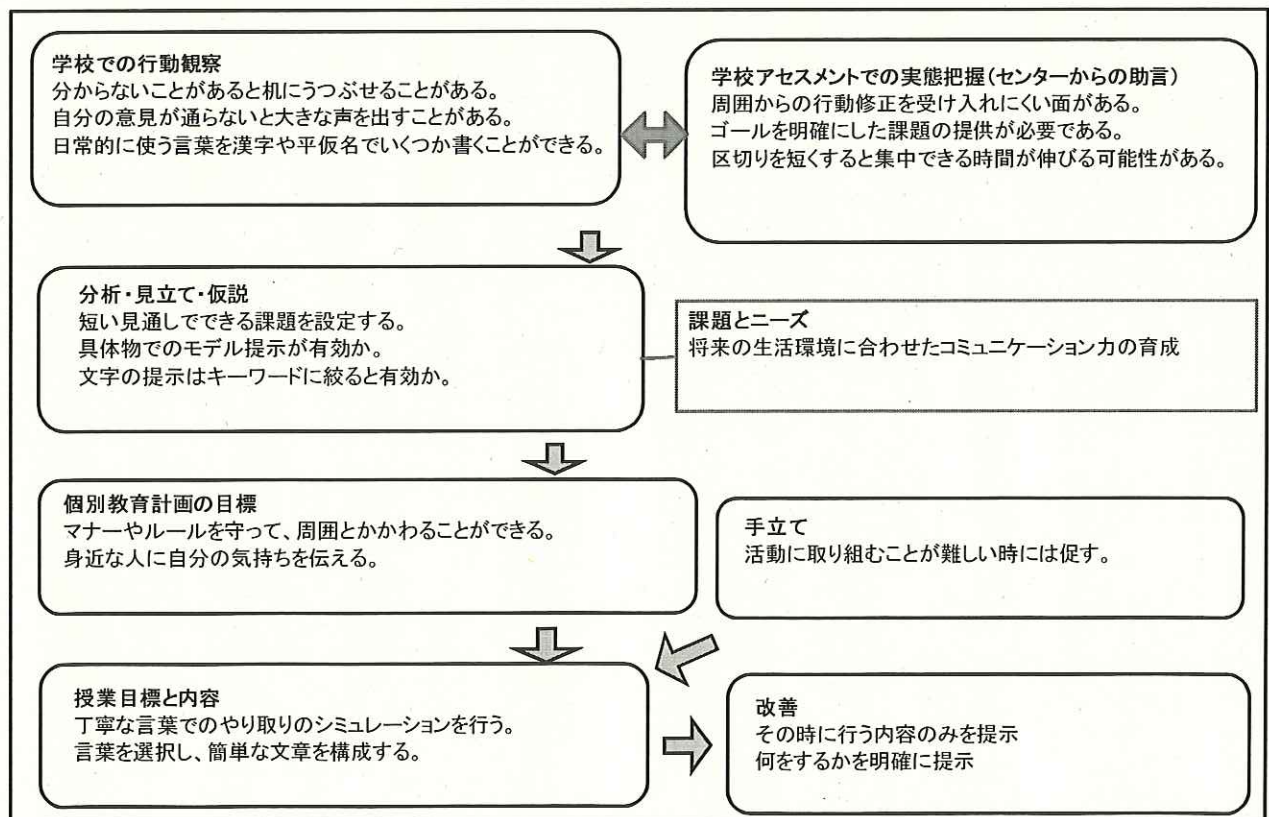 学校での行動観察
分からないことがあると机にうつぶせることがある。
自分の意見が通らないと大きな声を出すことがある。
日常的に使う言葉を漢字や平仮名でいくつか書くことができる。
学校アセスメントでの実態把握(センターからの助言)
周囲からの行動修正を受け入れにくい面がある。
ゴールを明確にした課題の提供が必要である。
区切りを短くすると集中できる時間が伸びる可能性がある。
分析・見立て・仮説
短い見通しでできる課題を設定する。
具体物でのモデル提示が有効か。
文字の提示はキーワードに絞ると有効か。
課題とニーズ
将来の生活環境に合わせたコミュニケーション力の育成
個別教育計画の目標
マナーやルールを守って、周囲とかかわることができる。
身近な人に自分の気持ちを伝える。
手立て
活動に取り組むことが難しい時には促す。
授業目標と内容
丁寧な言葉でのやり取りのシミュレーションを行う。
言葉を選択し、簡単な文章を構成する。
改善
その時に行う内容のみを提示
何をするかを明確に提示